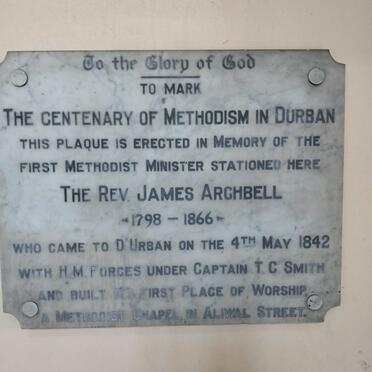 To the Glory of God
TO MARK
THE CENTENARY OF METHODISM IN DURBAN
THIS PLAQUE IS ERECTED IN MEMORY OF THE
FIRST METHODIST MINISTER STATIONED HERE
THE REV. JAMES ARCHBELL
1798 — 1866
WHO CAME TO D'URBAN ON THE 4TH MAY 1842
WITH H.M. FORCES UNDER CAPTAIN T. C. SMITH
AND BUILT ITS FIRST PLACE OF WORSHIP
A METHODIST CHAPEL, IN ALIWAL STREET.